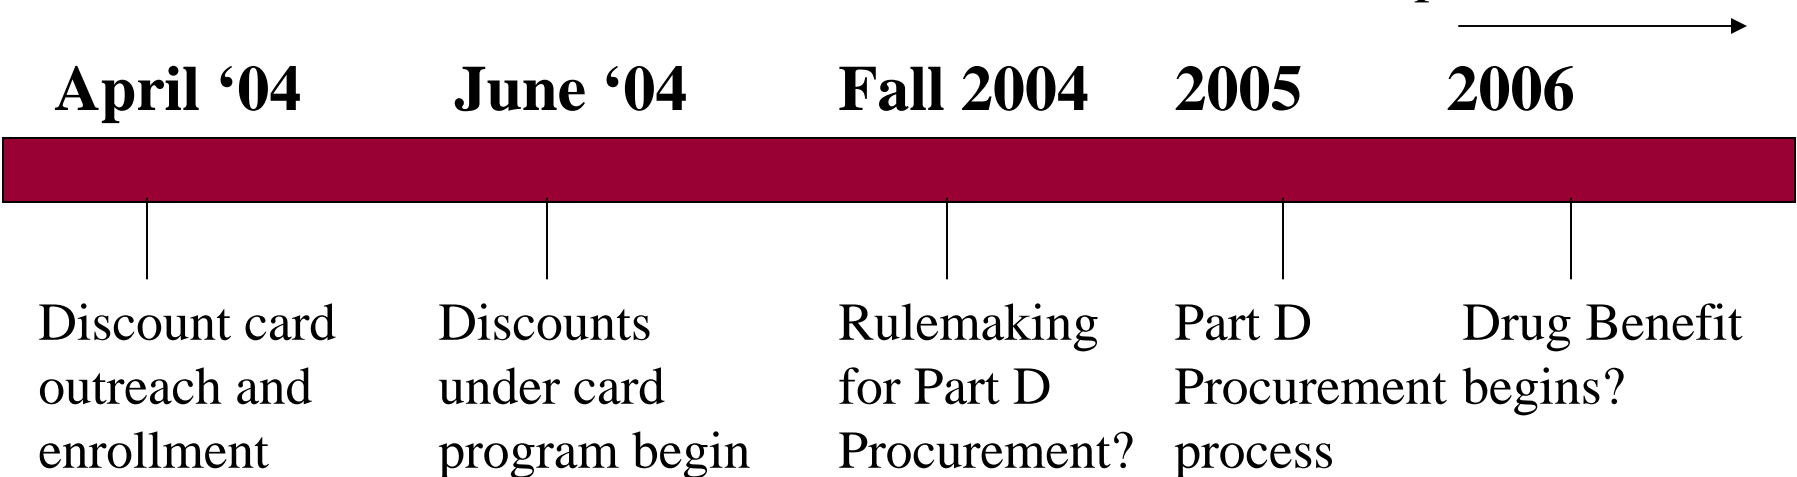 April ‘04 June ‘04 Fall 2004 2005 2006
Discount card
outreach and
enrollment
Discounts
under card
program begin
Rulemaking
for Part D
Procurement?
Part D
Procurement
process
Drug Benefit
begins?